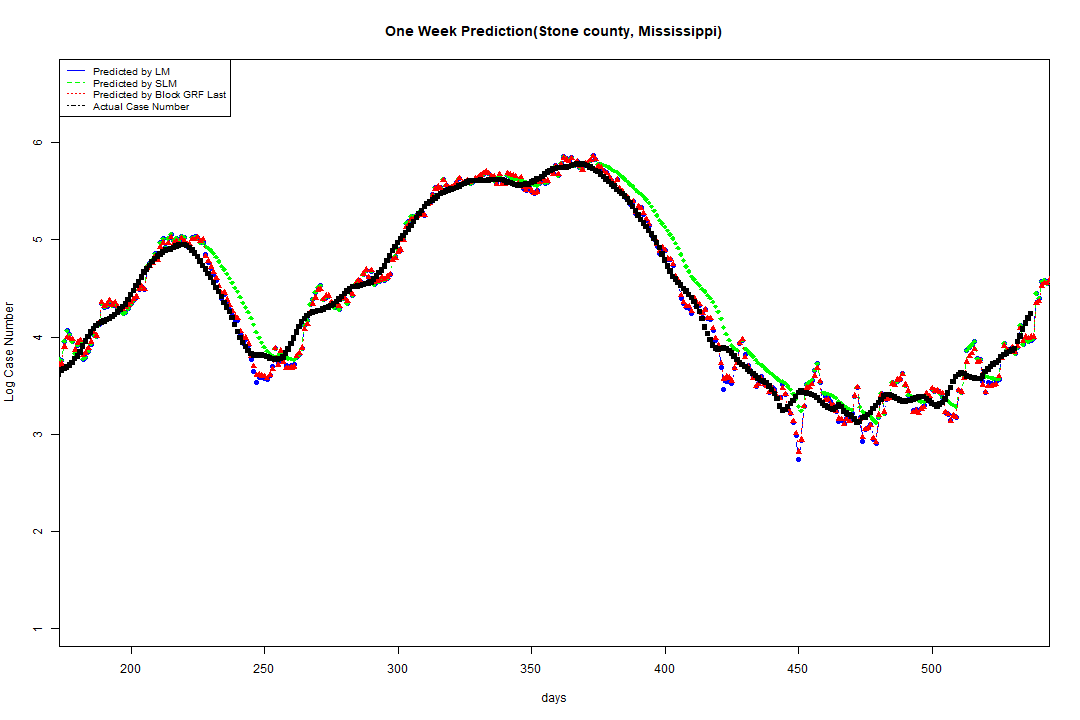 One Week Prediction(Stone county, Mississippi)
Predicted by LM
Predicted by SLM
Predicted by Block GRF Last
Actual Case Number
Log Case Number
6
5
4
3
2
1
200 250 300 350 400 450 500
days